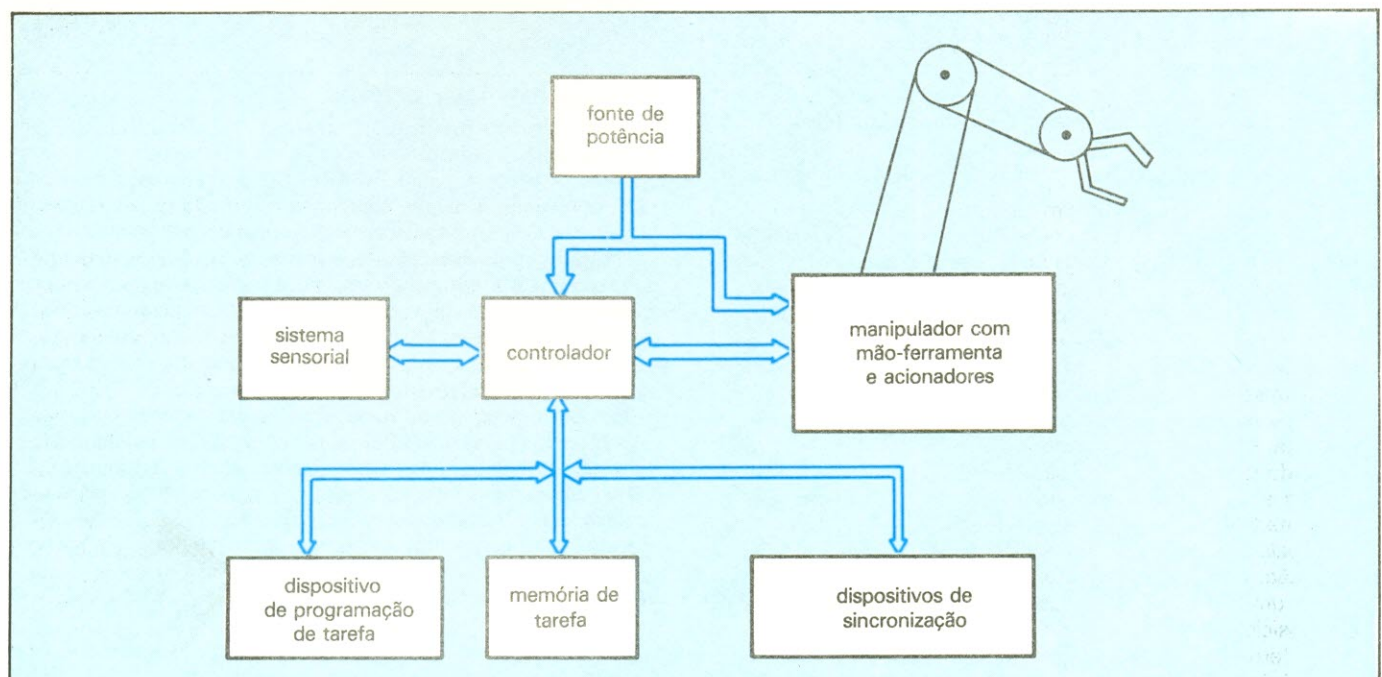 fonte de
potência
sistema
sensorial
controlador
manipulador com
mão-ferramenta
e acionadores
dispositivo
de programação
de tarefa
memória de
tarefa
dispositivos de
sincronização